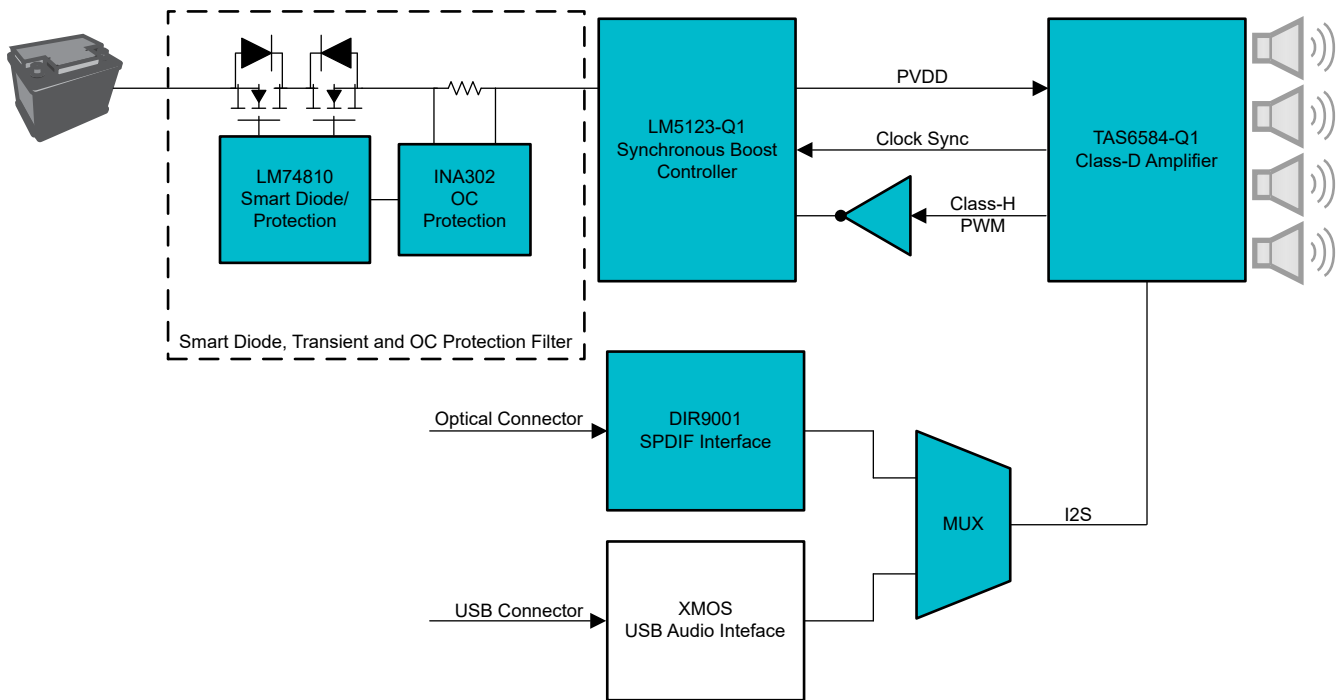 LM74810
Smart Diode/
Protection
INA302
OC
Protection
Smart Diode, Transient and OC Protection Filter
LM5123-Q1
Synchronous Boost
Controller
PVDD
Clock Sync
Class-H
PWM
TAS6584-Q1
Class-D Amplifier
Optical Connector
DIR9001
SPDIF Interface
USB Connector
XMOS
USB Audio Inteface
MUX
I2S